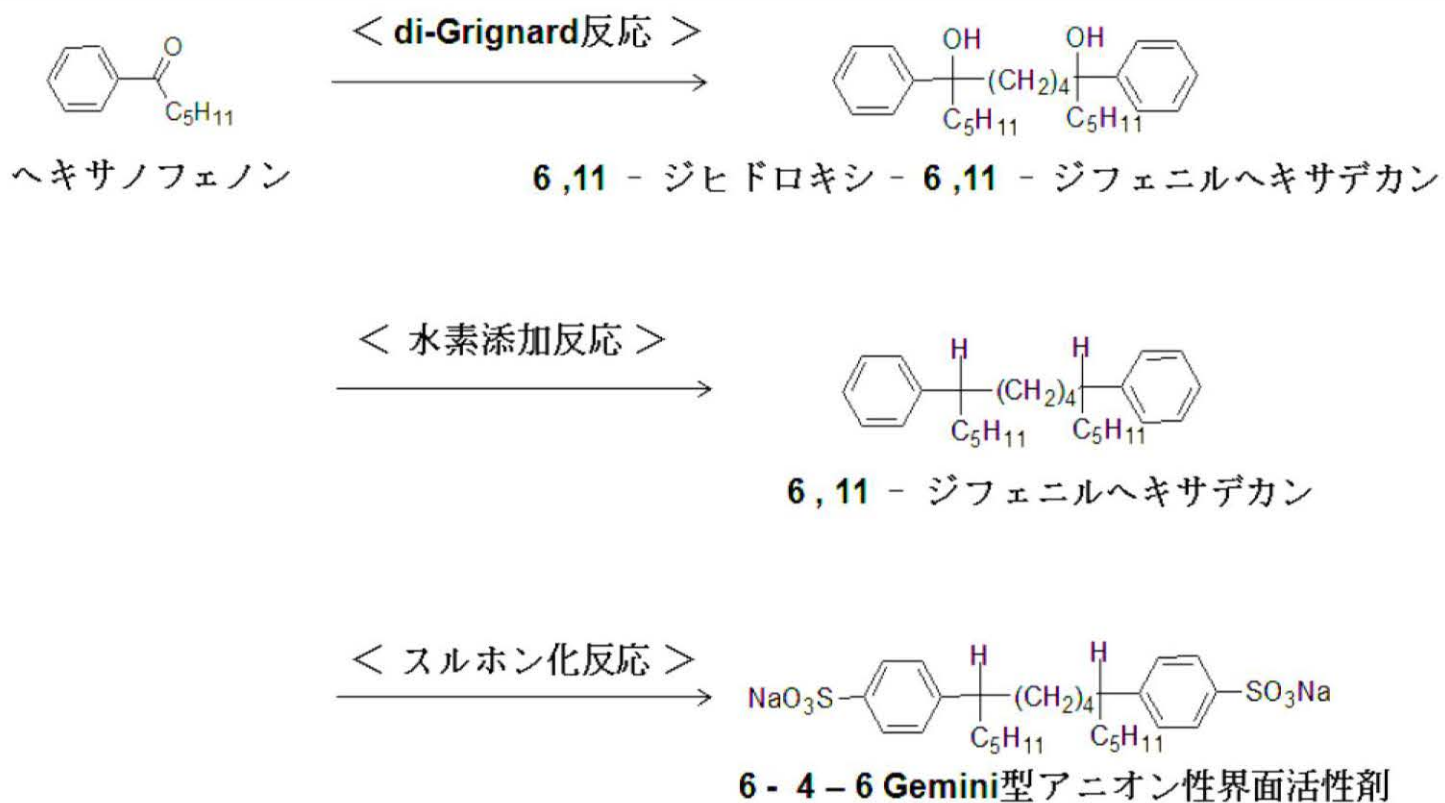 < di-Grignard反応 >
O
C5H11
OH OH
(CH2)4
C5H11 C5H11
ヘキサノフェノン
6 ,11 - ジヒドロキシ - 6 ,11 - ジフェニルヘキサデカン
< 水素添加反応 >
H H
(CH2)4
C5H11 C5H11
6 , 11 - ジフェニルヘキサデカン
< スルホン化反応 >
H H
NaO3S (CH2)4 SO3Na
C5H11 C5H11
6 - 4 – 6 Gemini型アニオン性界面活性剤